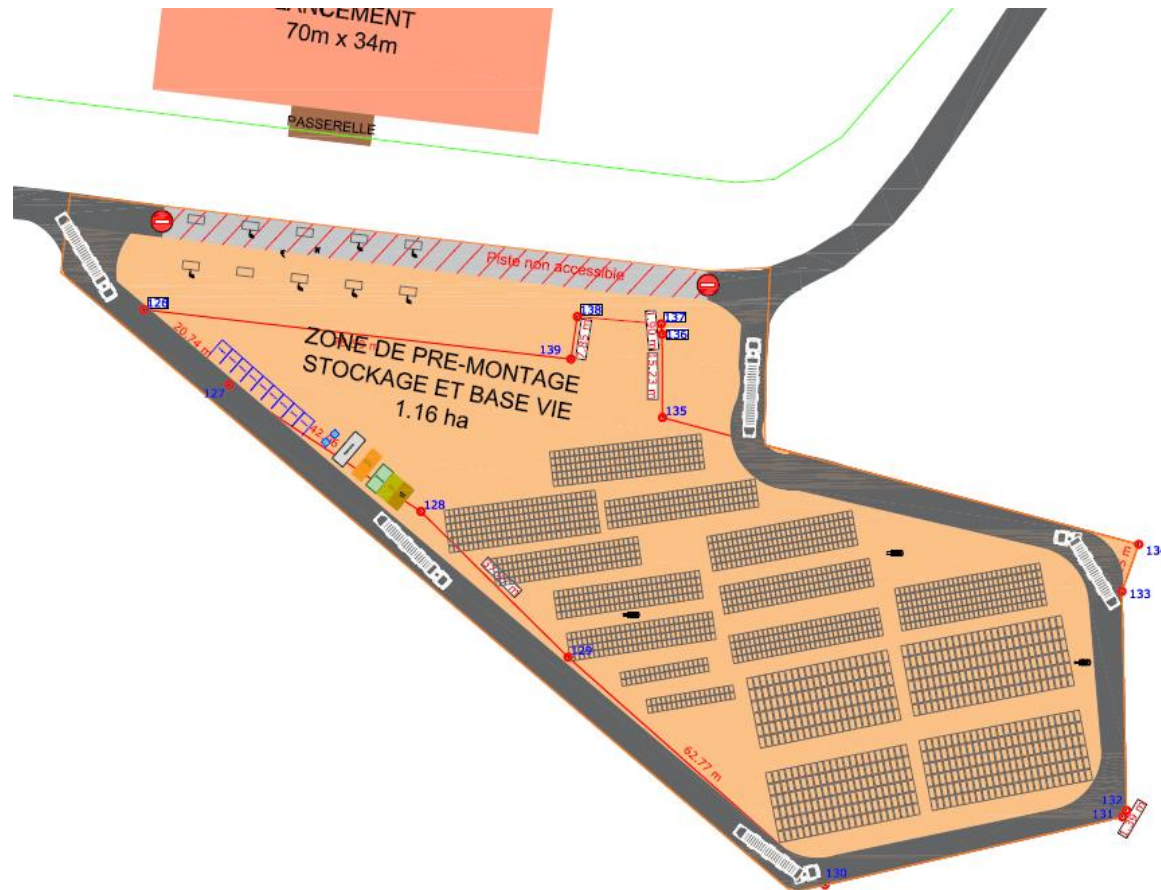 LANCEMENT
70m x 34m
PASSERELLE
Piste non accessible
126
138
137
136
139
20,74 m
ZONE DE PRE-MONTAGE
STOCKAGE ET BASE VIE
1.16 ha
127
135
128
133
129
62,77 m
132
131
130